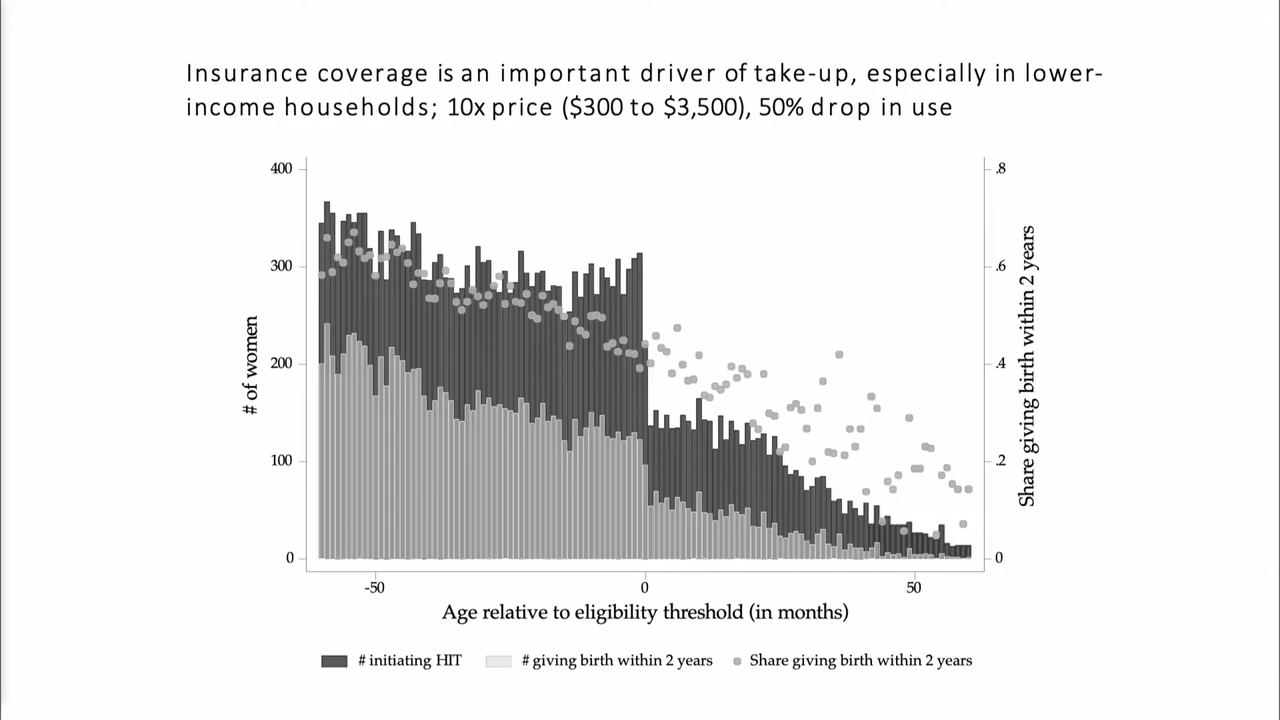 Insurance coverage is an important driver of take-up, especially in lower-
income households; 10x price ($300 to $3,500), 50% drop in use
400
300
200
100
0
# of women
.8
.6
.4
.2
0
Share giving birth within 2 years
-50
0
50
Age relative to eligibility threshold (in months)
# initiating HIT
# giving birth within 2 years
Share giving birth within 2 years